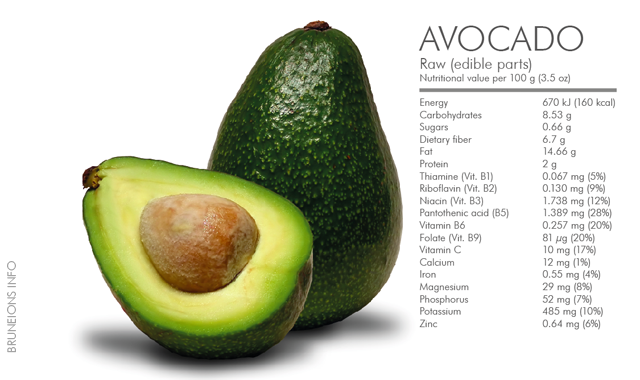 AVOCADO
Raw (edible parts)
Nutritional value per 100 g (3.5 oz)
Energy 670 kJ (160 kcal)
Carbohydrates 8.53 g
Sugars 0.66 g
Dietary fiber 6.7 g
Fat 14.66 g
Protein 2 g
Thiamine (Vit. B1) 0.067 mg (5%)
Riboflavin (Vit. B2) 0.130 mg (9%)
Niacin (Vit. B3) 1.738 mg (12%)
Pantothenic acid (B5) 1.389 mg (28%)
Vitamin B6 0.257 mg (20%)
Folate (Vit. B9) 81 µg (20%)
Vitamin C 10 mg (17%)
Calcium 12 mg (1%)
Iron 0.55 mg (4%)
Magnesium 29 mg (8%)
Phosphorus 52 mg (7%)
Potassium 485 mg (10%)
Zinc 0.64 mg (6%)
BRUNEIONS INFO